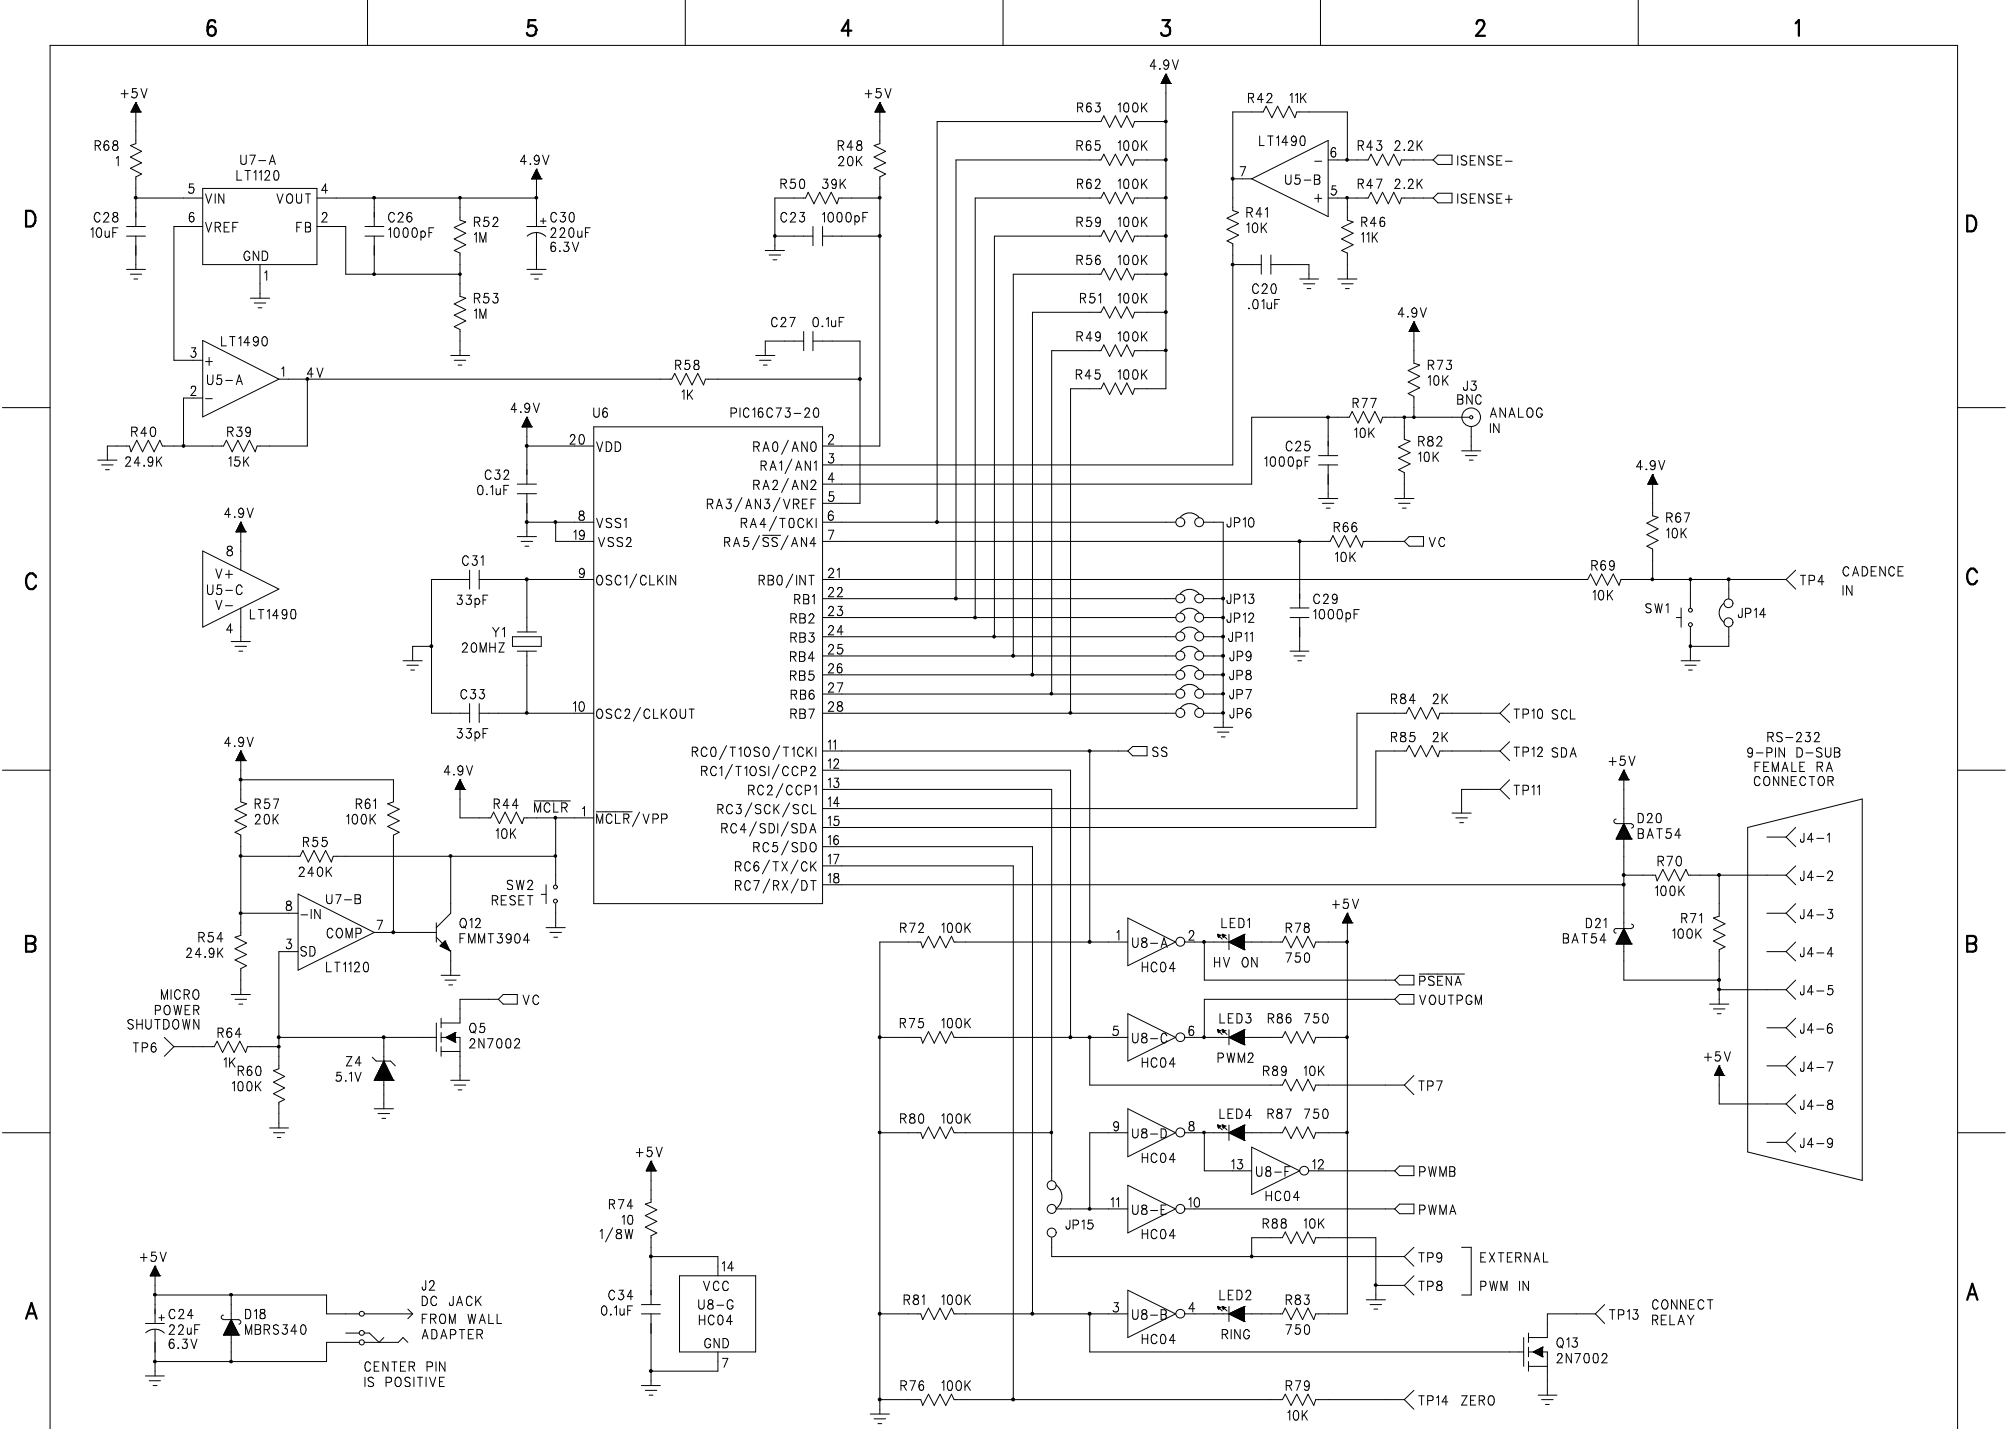 6 5 4 3 2 1
D
D
C
C
B
B
A
A
+5V
R68
1
U7-A
LT1120
5 VIN
VOUT 4
6 VREF
FB 2
GND
1
C28
10uF
C26
1000pF
R52
1M
R53
1M
4.9V
C30
220uF
6.3V
LT1490
3 +
U5-A
2 -
1 4V
R40
24.9K
R39
15K
R58
1K
+5V
R48
20K
R50 39K
C23 1000pF
C27 0.1uF
4.9V
R63 100K
R65 100K
R62 100K
R59 100K
R56 100K
R51 100K
R49 100K
R45 100K
R42 11K
LT1490
7 U5-B
6 -
5 +
R43 2.2K
ISENSE-
R47 2.2K
ISENSE+
R41
10K
R46
11K
C20
.01uF
4.9V
R73
10K
J3
BNC
ANALOG
IN
R77
10K
R82
10K
C25
1000pF
4.9V
8
V+
U5-C
V-
LT1490
4
4.9V
C32
0.1uF
C31
33pF
Y1
20MHZ
C33
33pF
U6
PIC16C73-20
20 VDD
8 VSS1
19 VSS2
9 OSC1/CLKIN
10 OSC2/CLKOUT
1 MCLR/VPP
RA0/AN0 2
RA1/AN1 3
RA2/AN2 4
RA3/AN3/VREF 5
RA4/T0CKI 6
RA5/SS/AN4 7
RB0/INT 21
RB1 22
RB2 23
RB3 24
RB4 25
RB5 26
RB6 27
RB7 28
RC0/T1OSO/T1CKI 11
RC1/T1OSI/CCP2 12
RC2/CCP1 13
RC3/SCK/SCL 14
RC4/SDI/SDA 15
RC5/SDO 16
RC6/TX/CK 17
RC7/RX/DT 18
JP10
JP13
JP12
JP11
JP9
JP8
JP7
JP6
R66
10K
VC
C29
1000pF
4.9V
R67
10K
R69
10K
TP4 CADENCE
IN
SW1
JP14
R84 2K
TP10 SCL
R85 2K
TP12 SDA
TP11
SS
4.9V
R57
20K
R61
100K
R55
240K
4.9V
R44
10K
MCLR
SW2
RESET
U7-B
8 -IN
COMP 7
3 SD
LT1120
R54
24.9K
Q12
FMMT3904
MICRO
POWER
SHUTDOWN
TP6
R64
1K
R60
100K
Z4
5.1V
Q5
2N7002
VC
+5V
D20
BAT54
D21
BAT54
R70
100K
R71
100K
RS-232
9-PIN D-SUB
FEMALE RA
CONNECTOR
J4-1
J4-2
J4-3
J4-4
J4-5
J4-6
J4-7
J4-8
J4-9
+5V
R72 100K
1 U8-A 2
HC04
LED1
HV ON
R78
750
+5V
PSENA
VOUTPGM
R75 100K
5 U8-C 6
HC04
LED3
PWM2
R86 750
R89 10K
TP7
R80 100K
9 U8-D 8
HC04
LED4
R87 750
13 U8-F 12
HC04
PWMB
11 U8-E 10
HC04
PWMA
JP15
R88 10K
TP9
TP8
EXTERNAL
PWM IN
R81 100K
3 U8-B 4
HC04
LED2
RING
R83
750
TP13 CONNECT
RELAY
Q13
2N7002
R76 100K
R79
10K
TP14 ZERO
+5V
R74
10
1/8W
C34
0.1uF
14
VCC
U8-G
HC04
GND
7
+5V
C24
22uF
6.3V
D18
MBRS340
J2
DC JACK
FROM WALL
ADAPTER
CENTER PIN
IS POSITIVE